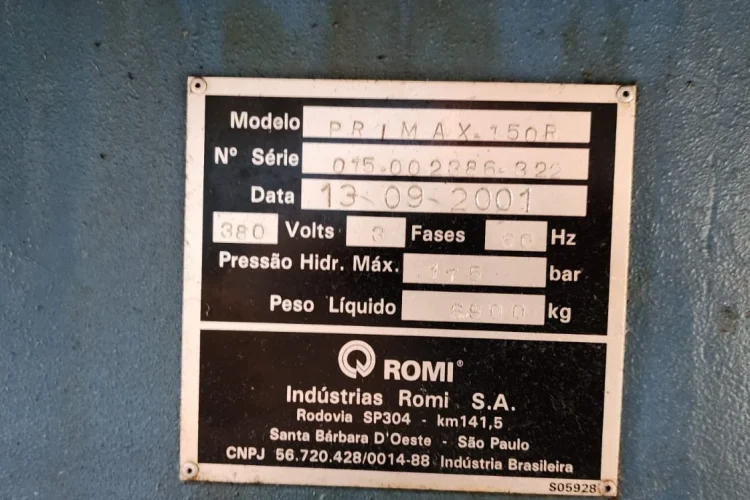 Modelo PRIMAX-150R
Nº Série 015-002386-322
Data 13-09-2001
380 Volts 3 Fases 60 Hz
Pressão Hidr. Máx. 175 bar
Peso Líquido kg
ROMI®
Indústrias Romi S.A.
Rodovia SP304 - km141,5
Santa Bárbara D'Oeste - São Paulo
CNPJ 56.720.428/0014-88 Indústria Brasileira
S05928